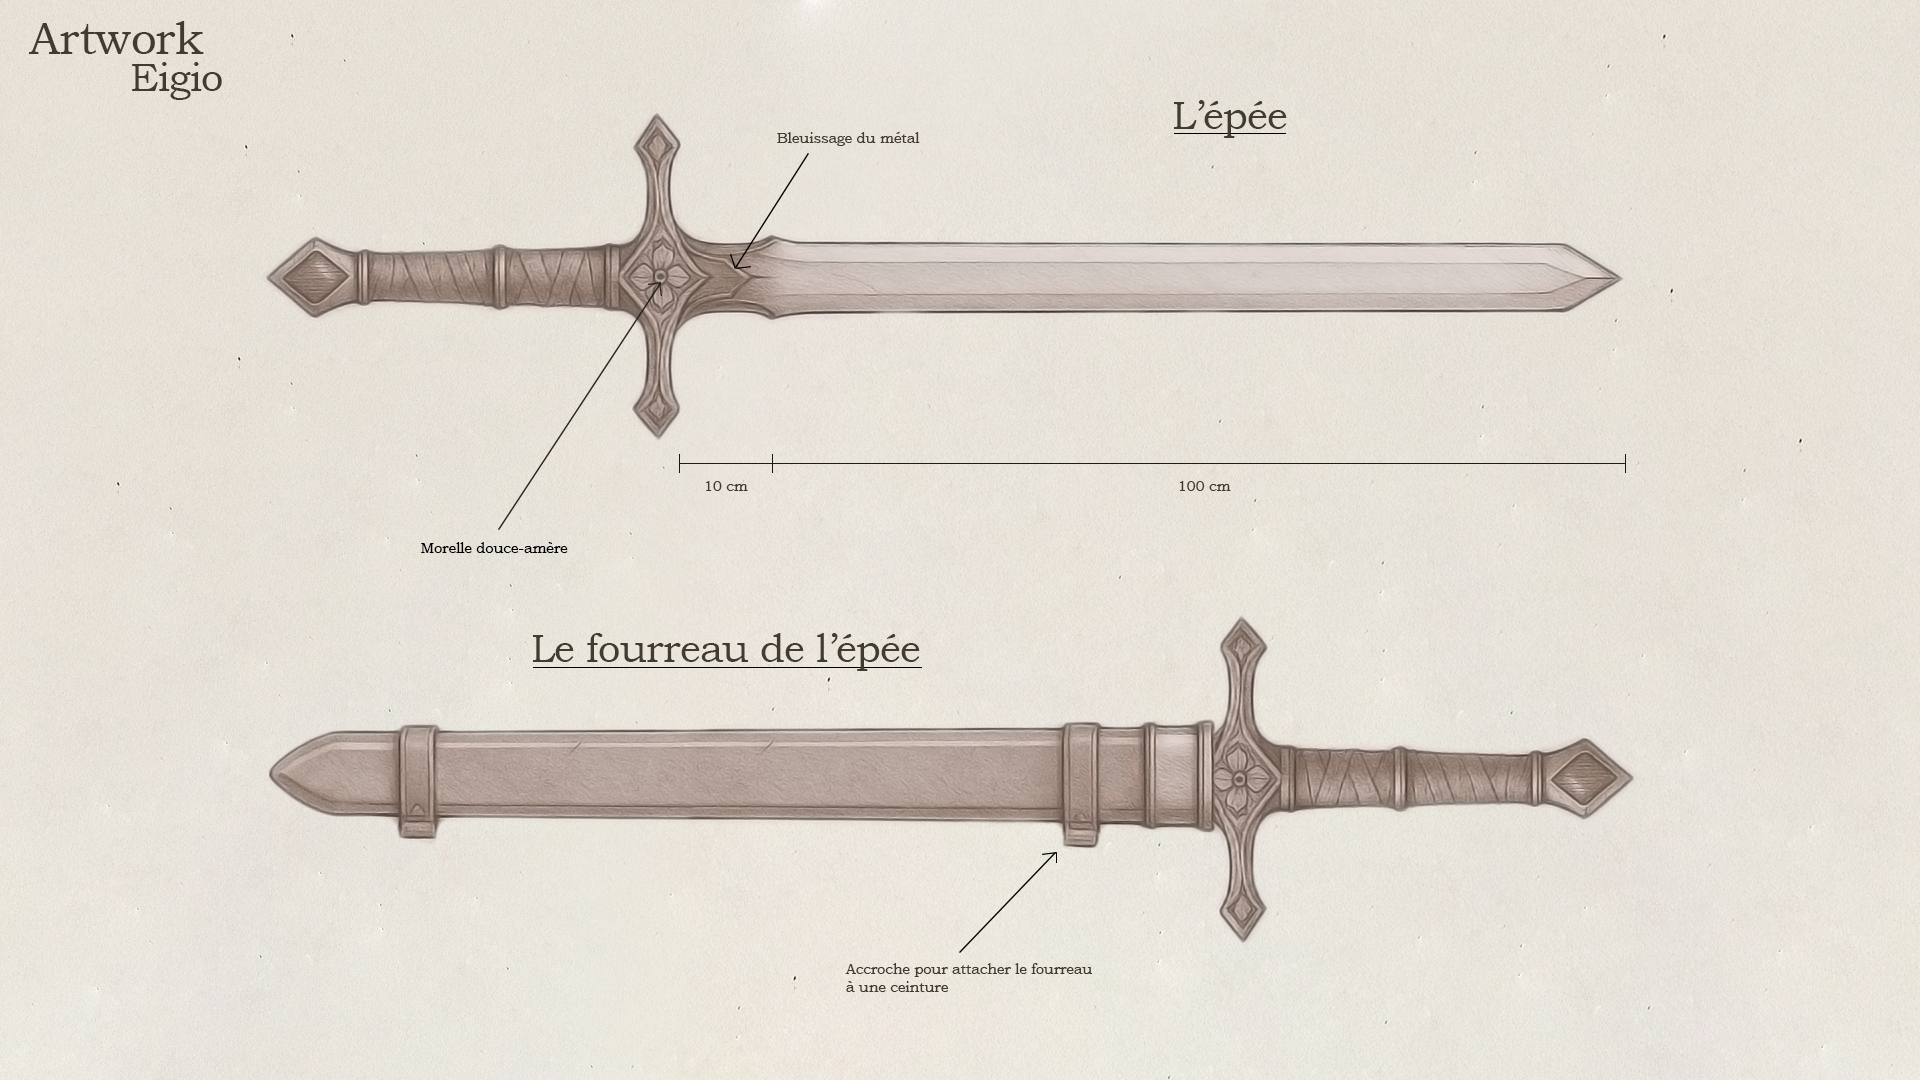 Artwork
Eigio
L’épée
Bleuissage du métal
10 cm
100 cm
Morelle douce-amère
Le fourreau de l’épée
Accroche pour attacher le fourreau
à une ceinture